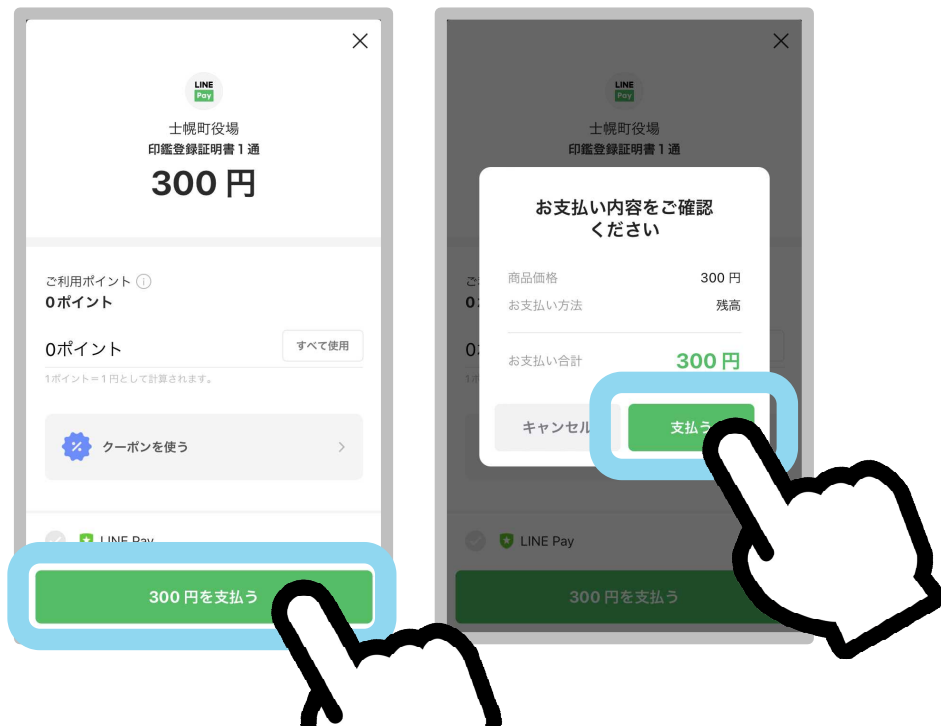 LINE
Pay
士幌町役場
印鑑登録証明書1通
300 円
ご利用ポイント
0ポイント
0ポイント
すべて使用
1ポイント=1円として計算されます。
クーポンを使う
LINE Pay
300 円を支払う
LINE
Pay
士幌町役場
印鑑登録証明書1通
お支払い内容をご確認
ください
商品価格
300 円
お支払い方法
残高
お支払い合計
300 円
キャンセル
支払う
LINE Pay
300 円を支払う